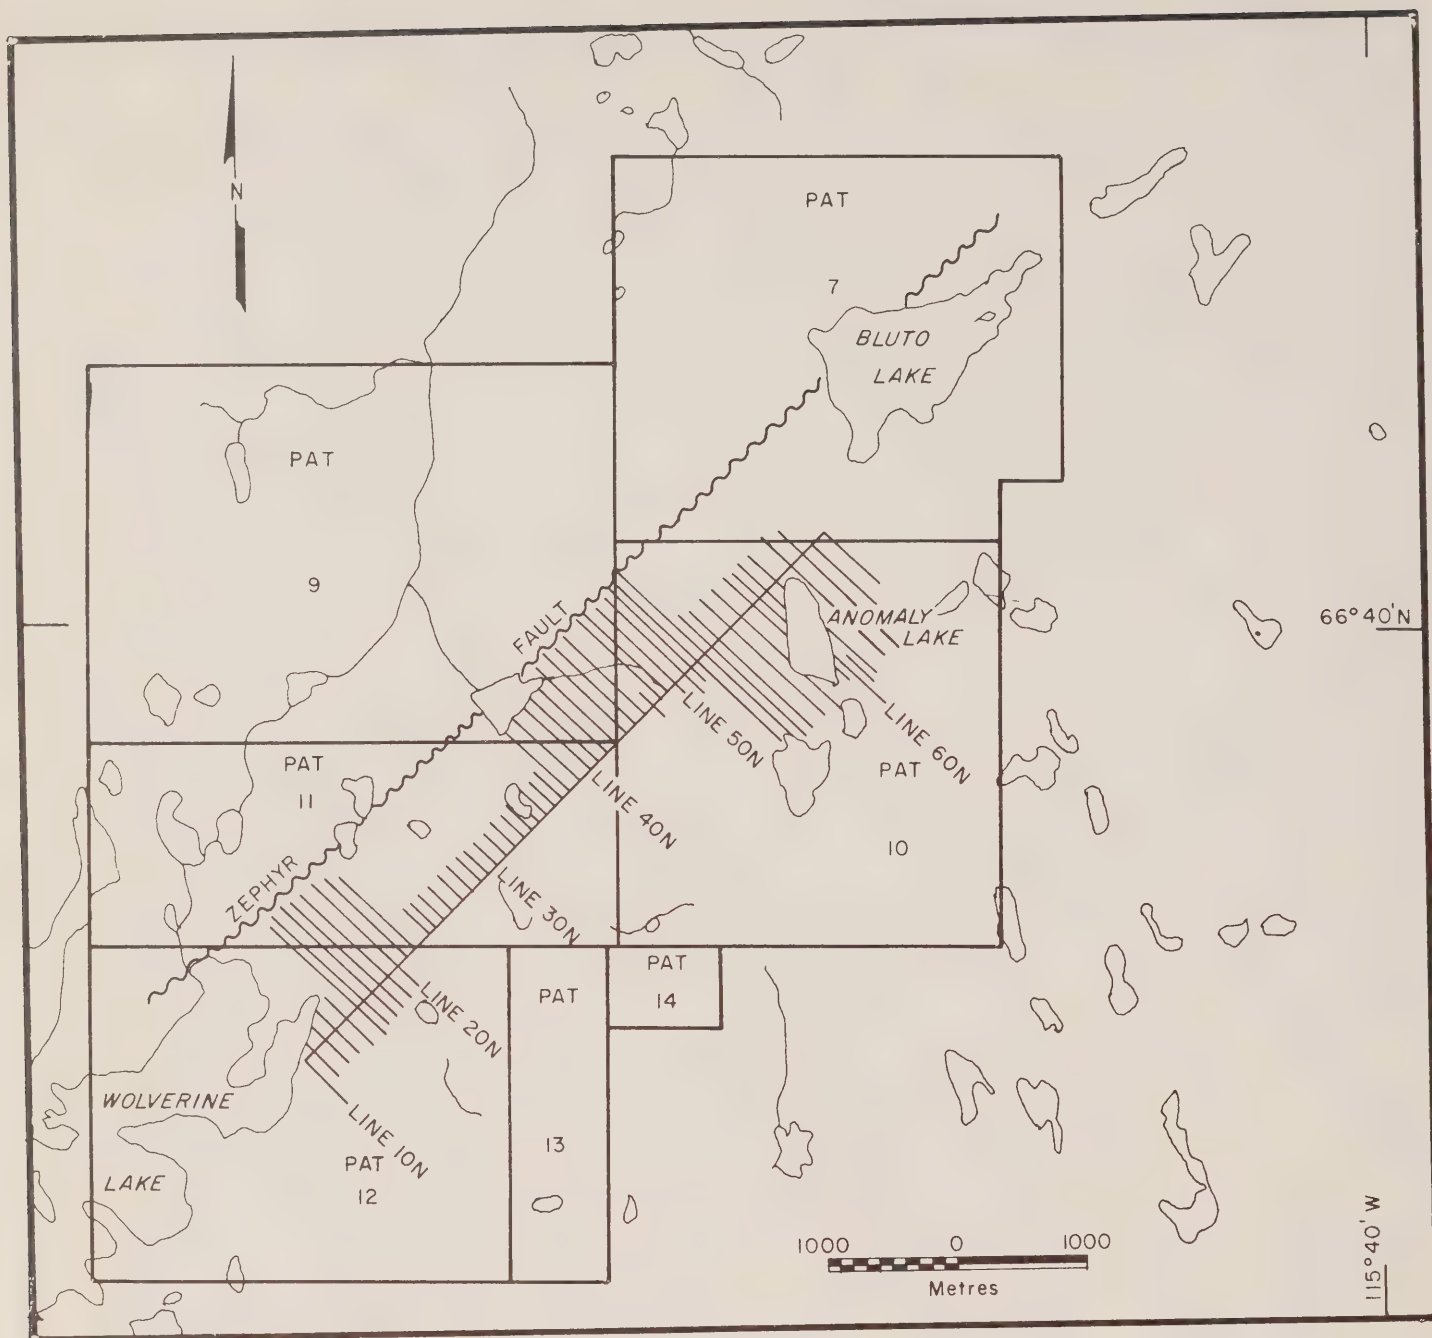 N
PAT
7
BLUTO
LAKE
PAT
9
FAULT
ANOMALY
LAKE
66°40'N
LINE 50N
LINE 60N
PAT
11
PAT
10
LINE 40N
ZEPHYR
LINE 30N
PAT
14
PAT
13
LINE 20N
WOLVERINE
LAKE
LINE 10N
PAT
12
1000 0 1000
Metres
115°40' W